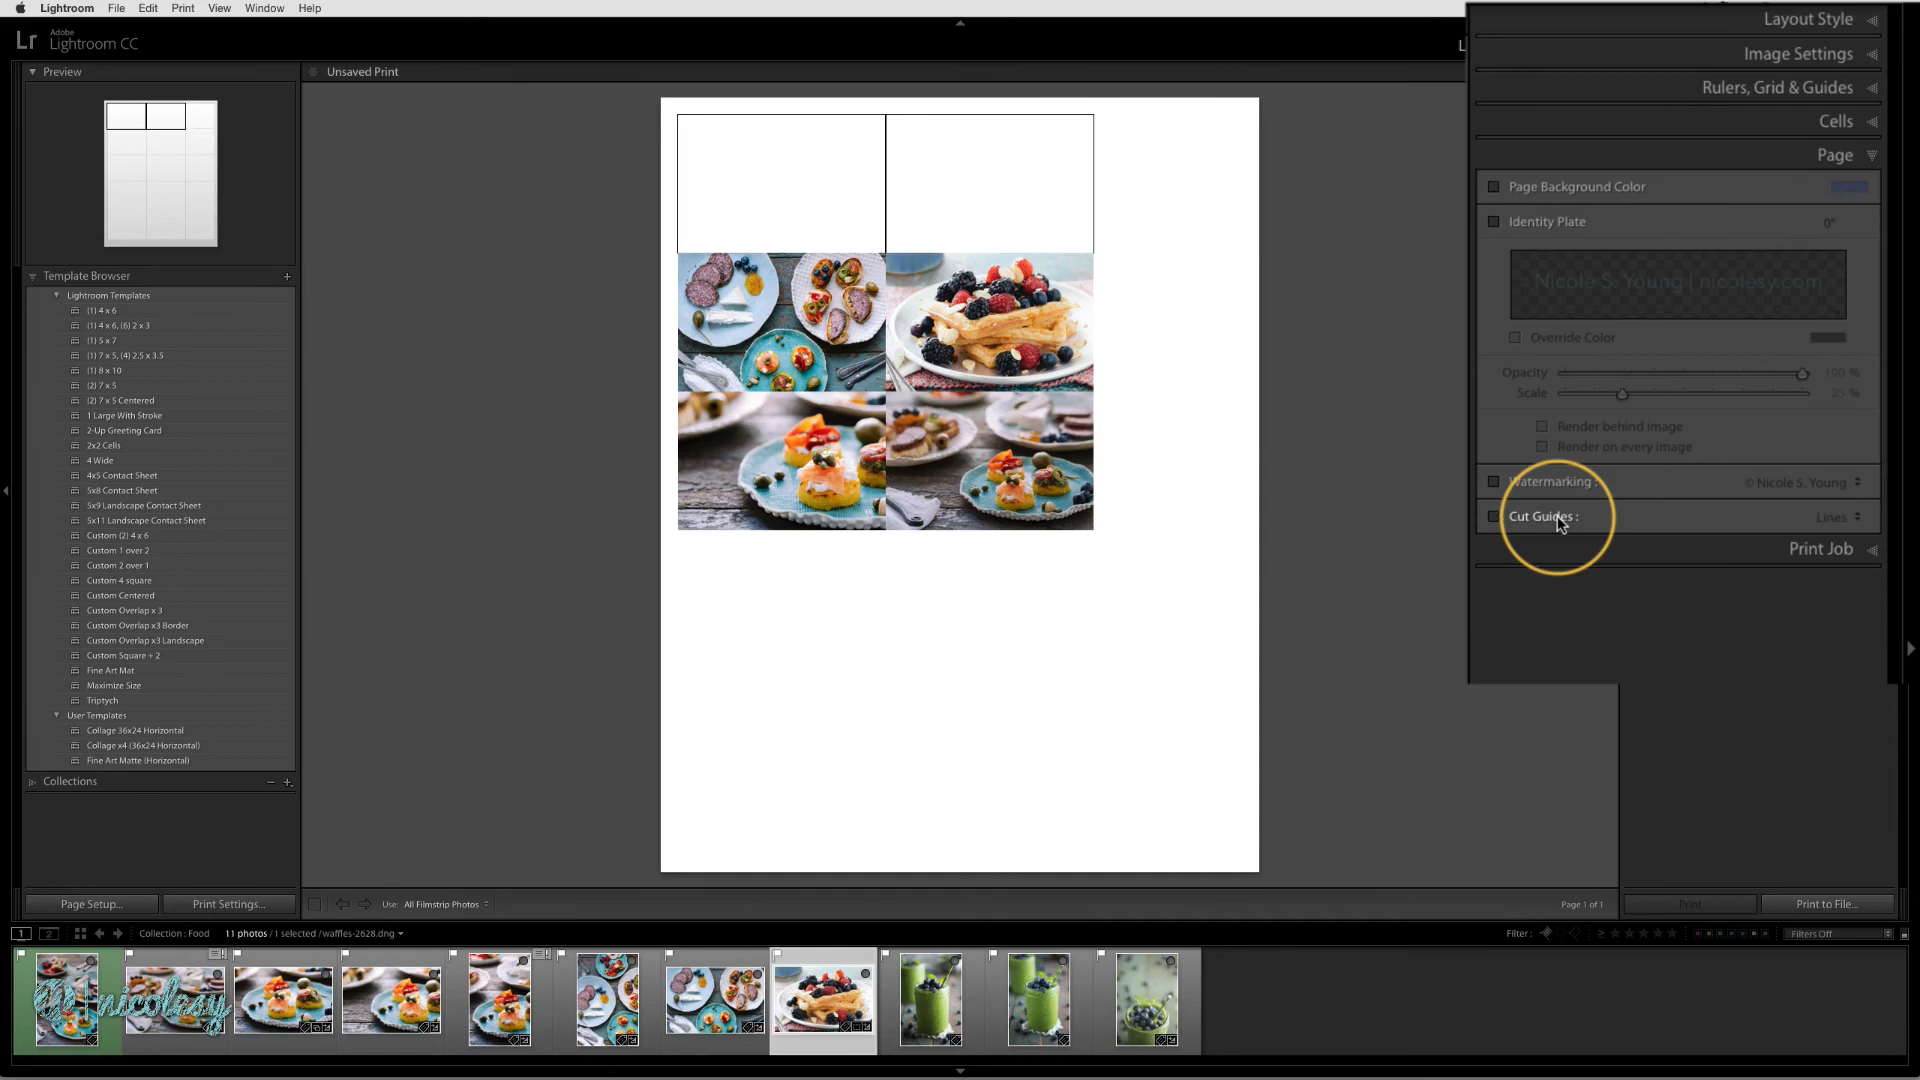 Lightroom File Edit Print View Window Help
Lr Adobe Lightroom CC
Preview
Unsaved Print
Template Browser +
Lightroom Templates
(1) 4 x 6
(1) 4 x 6, (6) 2 x 3
(1) 5 x 7
(1) 7 x 5, (4) 2.5 x 3.5
(1) 8 x 10
(2) 7 x 5
(2) 7 x 5 Centered
1 Large With Stroke
2-Up Greeting Card
2x2 Cells
4 Wide
4x5 Contact Sheet
5x8 Contact Sheet
5x9 Landscape Contact Sheet
5x11 Landscape Contact Sheet
Custom (2) 4 x 6
Custom 1 over 2
Custom 2 over 1
Custom 4 square
Custom Centered
Custom Overlap x 3
Custom Overlap x3 Border
Custom Overlap x3 Landscape
Custom Square + 2
Fine Art Mat
Maximize Size
Triptych
User Templates
Collage 36x24 Horizontal
Collage x4 (36x24 Horizontal)
Fine Art Matte (Horizontal)
Collections - +
Page Setup... Print Settings...
Use: All Filmstrip Photos
Page 1 of 1
L
Layout Style
Image Settings
Rulers, Grid & Guides
Cells
Page
Page Background Color
Identity Plate 0°
Nicole S. Young | nicolesy.com
Override Color
Opacity 100 %
Scale 25 %
Render behind image
Render on every image
Watermarking : © Nicole S. Young
Cut Guides : Lines
Print Job
Print Print to File...
1 2 Collection : Food 11 photos / 1 selected / waffles-2628.dng
Filter : ≥ Filters Off
@nicolesy